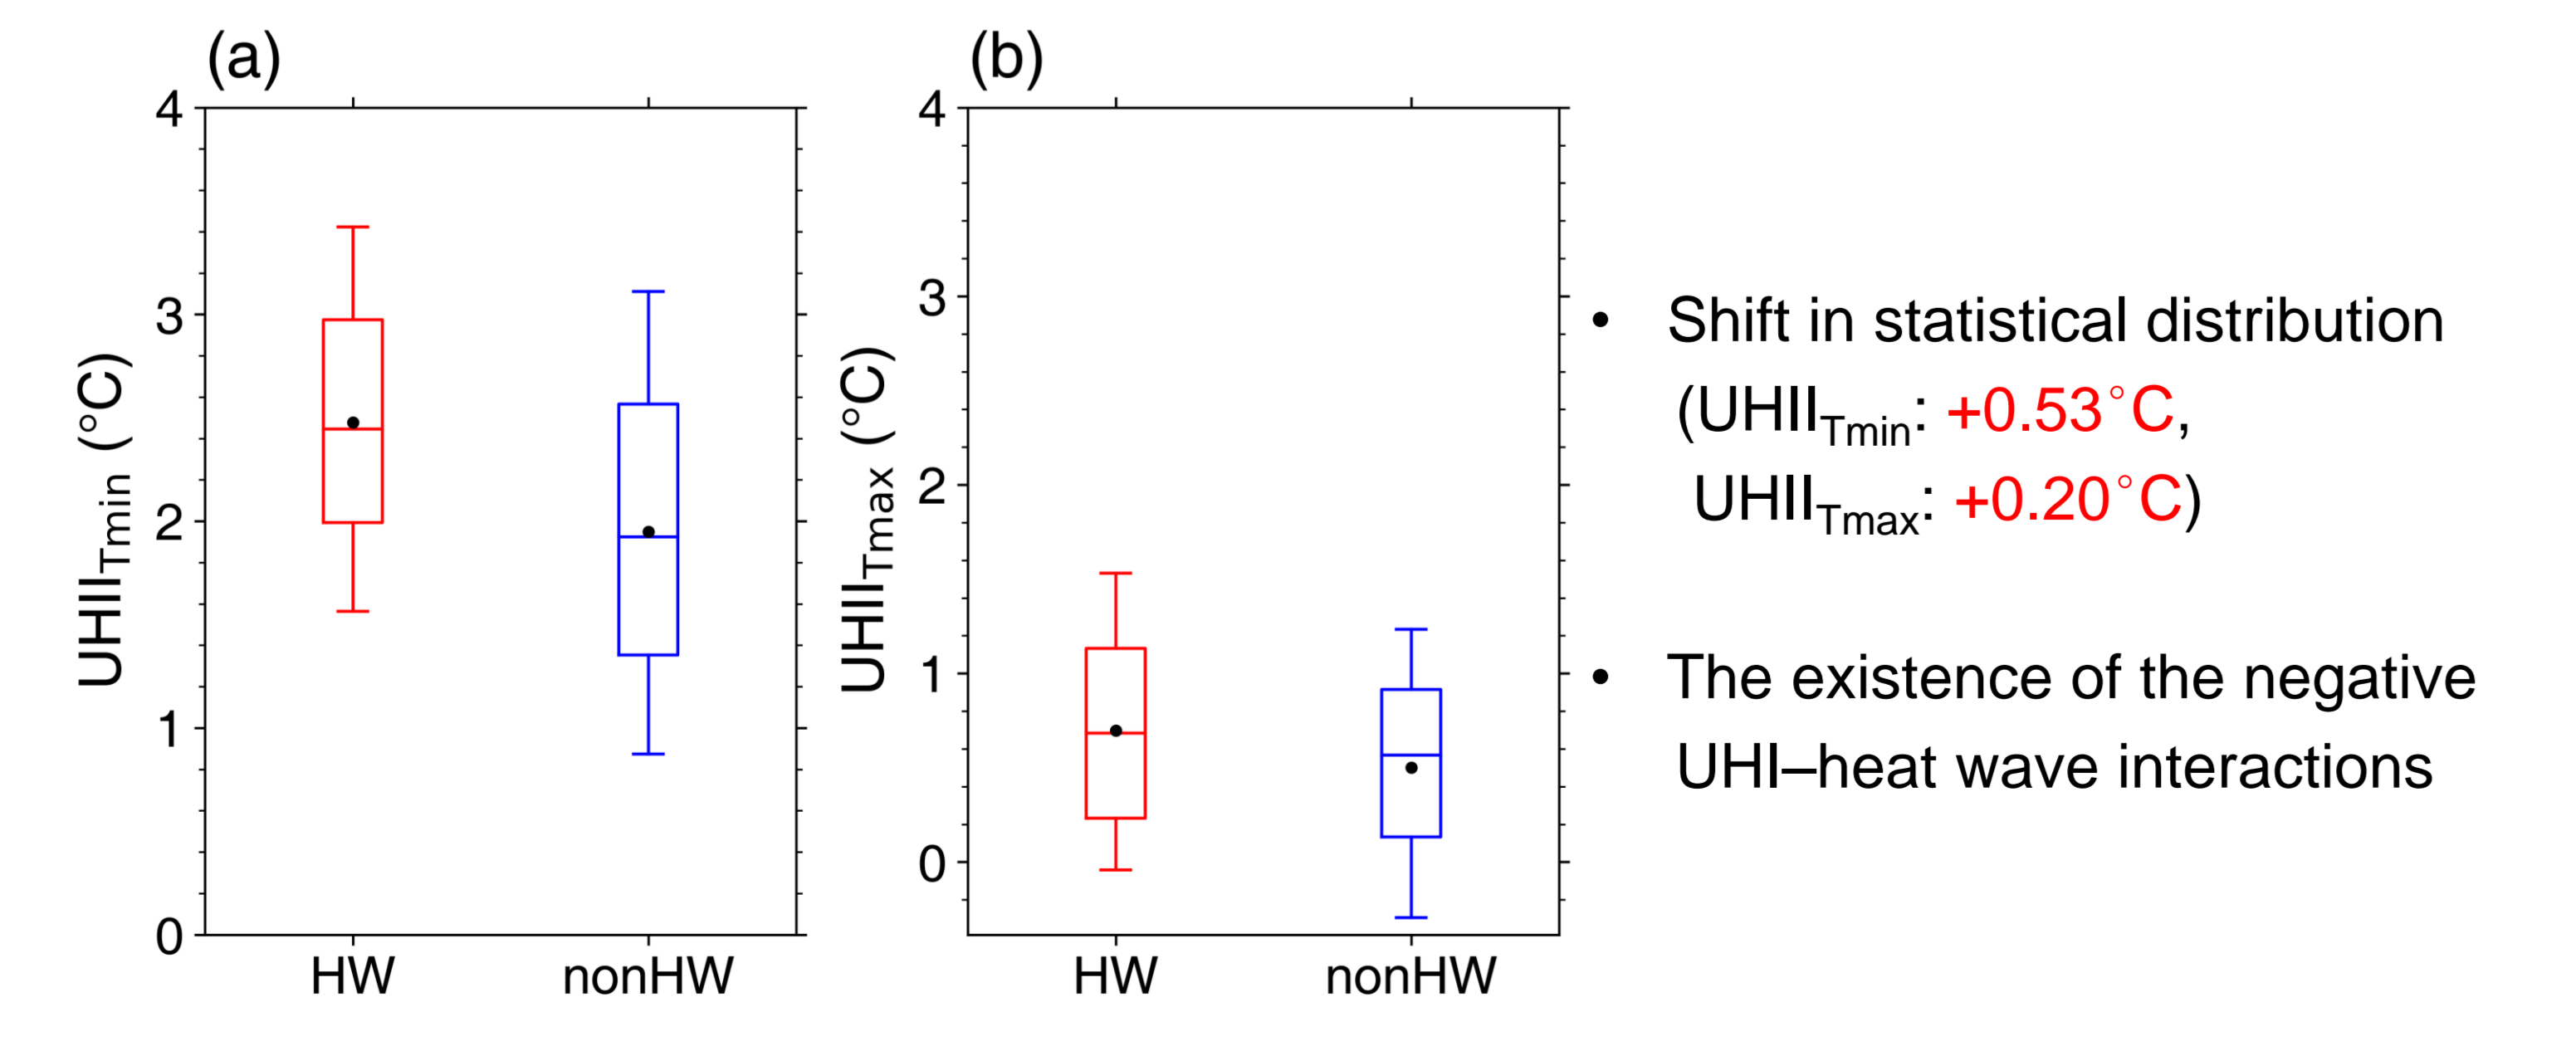 (a)
4
3
2
1
0
UHII_Tmin (°C)
HW nonHW
(b)
4
3
2
1
0
UHII_Tmax (°C)
HW nonHW
• Shift in statistical distribution
(UHII_Tmin: +0.53°C,
UHII_Tmax: +0.20°C)
• The existence of the negative
UHI–heat wave interactions